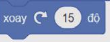 xoay ↻ 15 độ